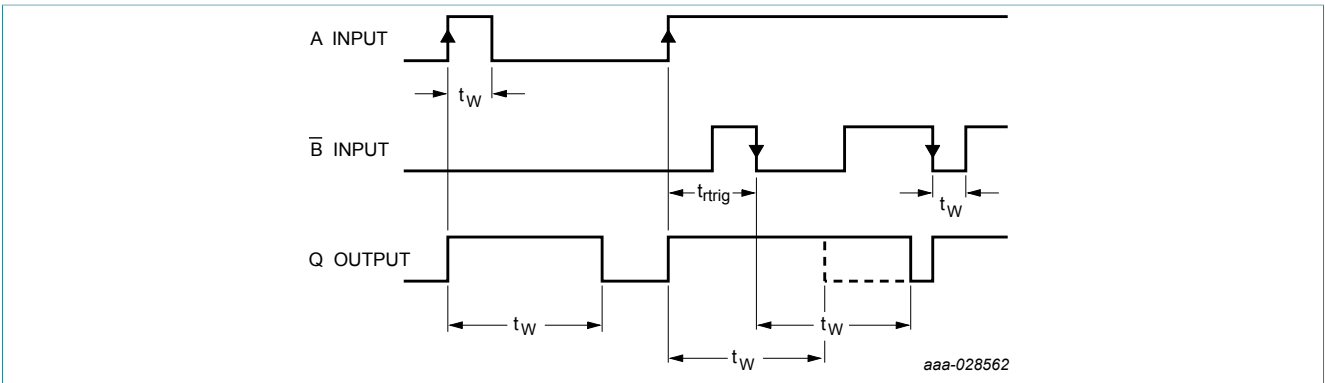 A INPUT
tW
B̅ INPUT
trtrig
tW
Q OUTPUT
tW
tW
tW
aaa-028562